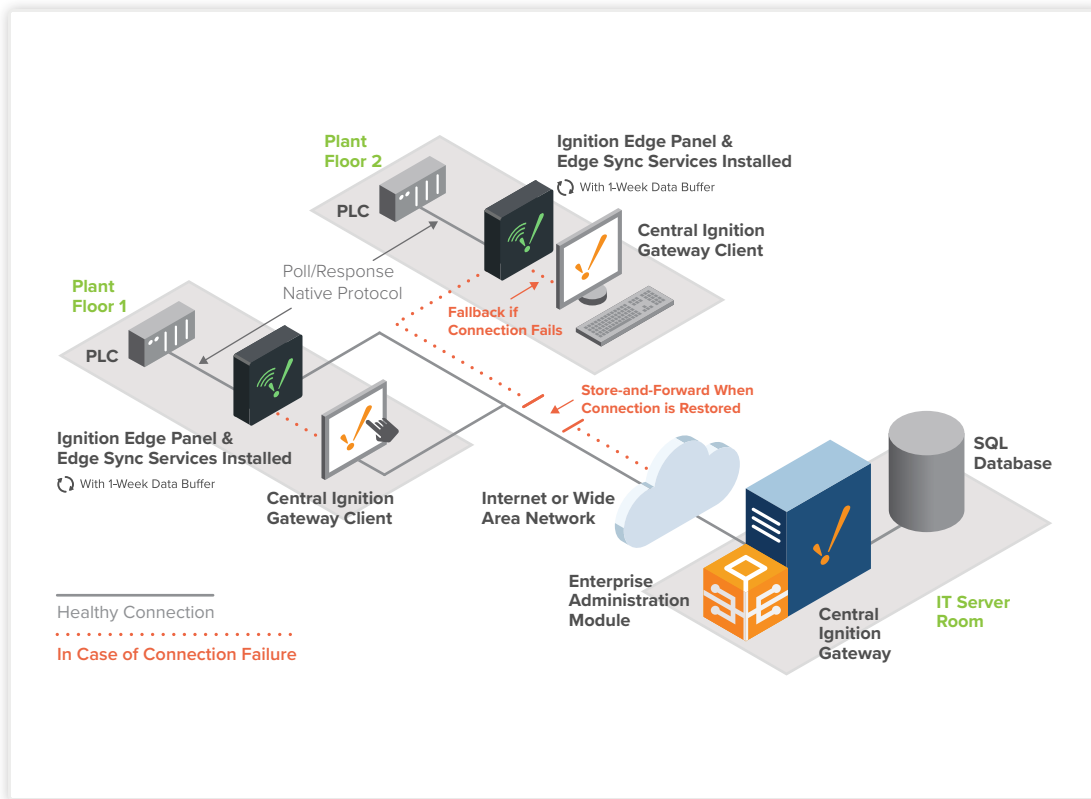 Plant
Floor 2
PLC
Ignition Edge Panel &
Edge Sync Services Installed
With 1-Week Data Buffer
Central Ignition
Gateway Client
Poll/Response
Native Protocol
Fallback if
Connection Fails
Plant
Floor 1
PLC
Ignition Edge Panel &
Edge Sync Services Installed
With 1-Week Data Buffer
Central Ignition
Gateway Client
Store-and-Forward When
Connection is Restored
Internet or Wide
Area Network
SQL
Database
Enterprise
Administration
Module
Central
Ignition
Gateway
IT Server
Room
Healthy Connection
In Case of Connection Failure